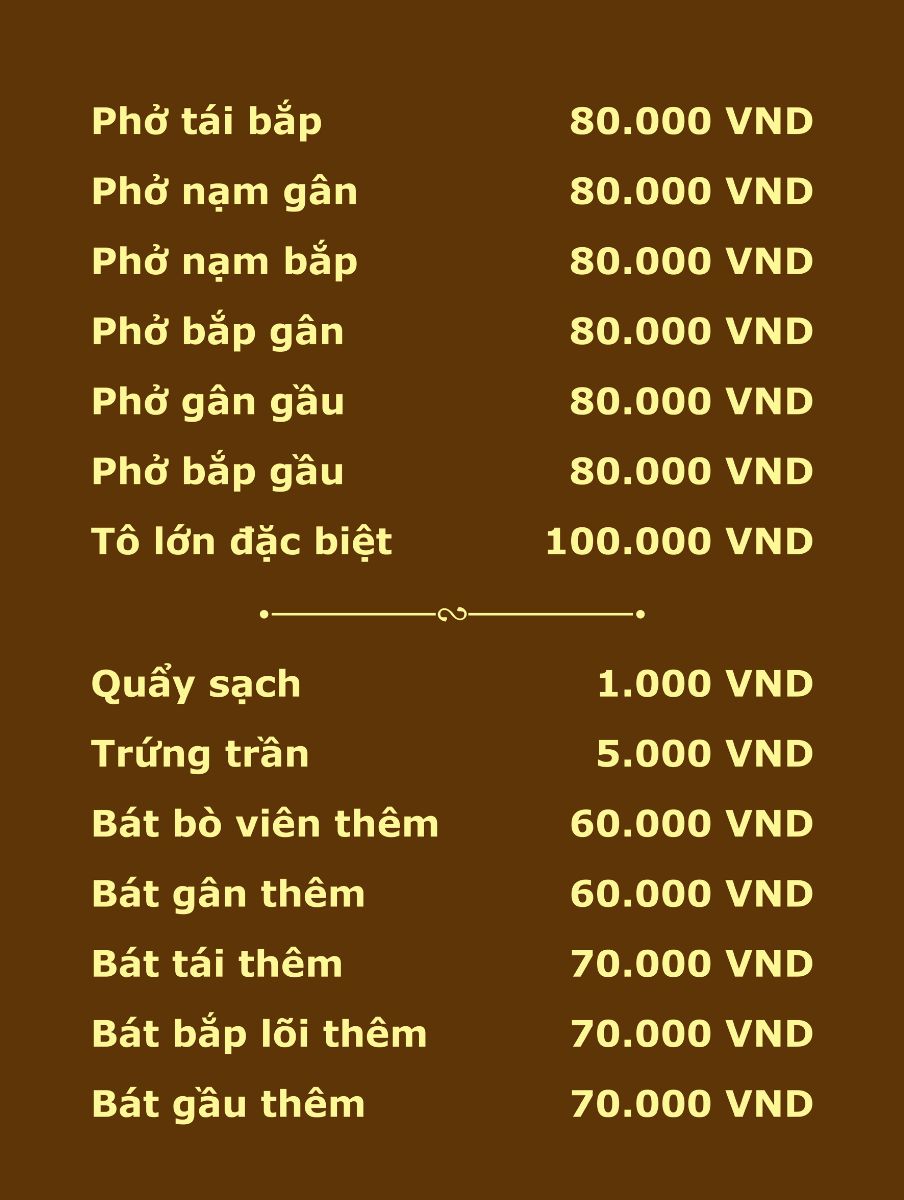 Phở tái bắp 80.000 VND
Phở nạm gân 80.000 VND
Phở nạm bắp 80.000 VND
Phở bắp gân 80.000 VND
Phở gân gầu 80.000 VND
Phở bắp gầu 80.000 VND
Tô lớn đặc biệt 100.000 VND
Quẩy sạch 1.000 VND
Trứng trần 5.000 VND
Bát bò viên thêm 60.000 VND
Bát gân thêm 60.000 VND
Bát tái thêm 70.000 VND
Bát bắp lõi thêm 70.000 VND
Bát gầu thêm 70.000 VND